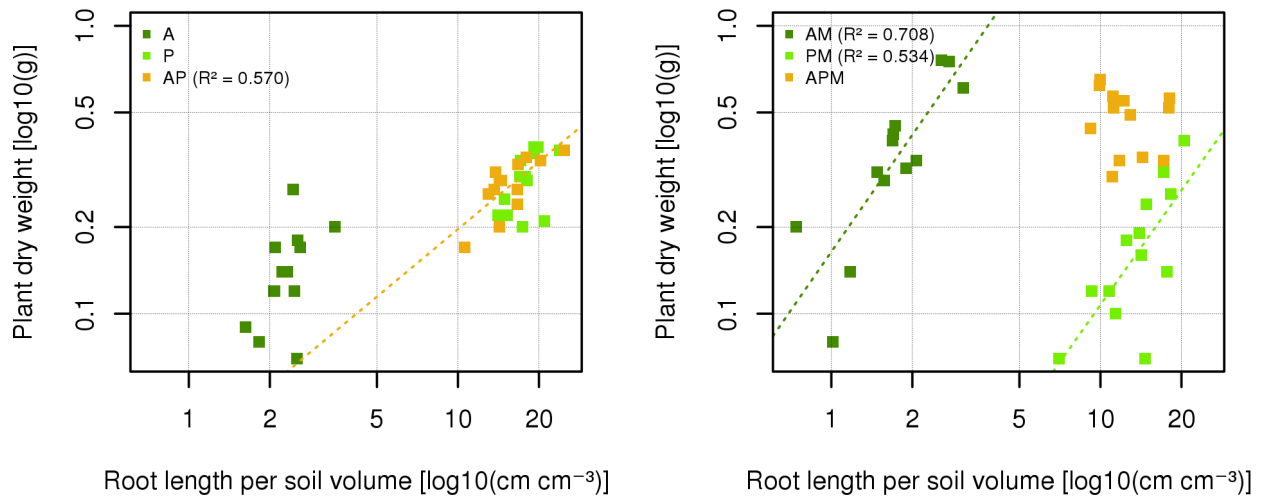 Plant dry weight [log10(g)]
1.0
0.5
0.2
0.1
A
P
AP (R² = 0.570)
1 2 5 10 20
Root length per soil volume [log10(cm cm⁻³)]
Plant dry weight [log10(g)]
1.0
0.5
0.2
0.1
AM (R² = 0.708)
PM (R² = 0.534)
APM
1 2 5 10 20
Root length per soil volume [log10(cm cm⁻³)]